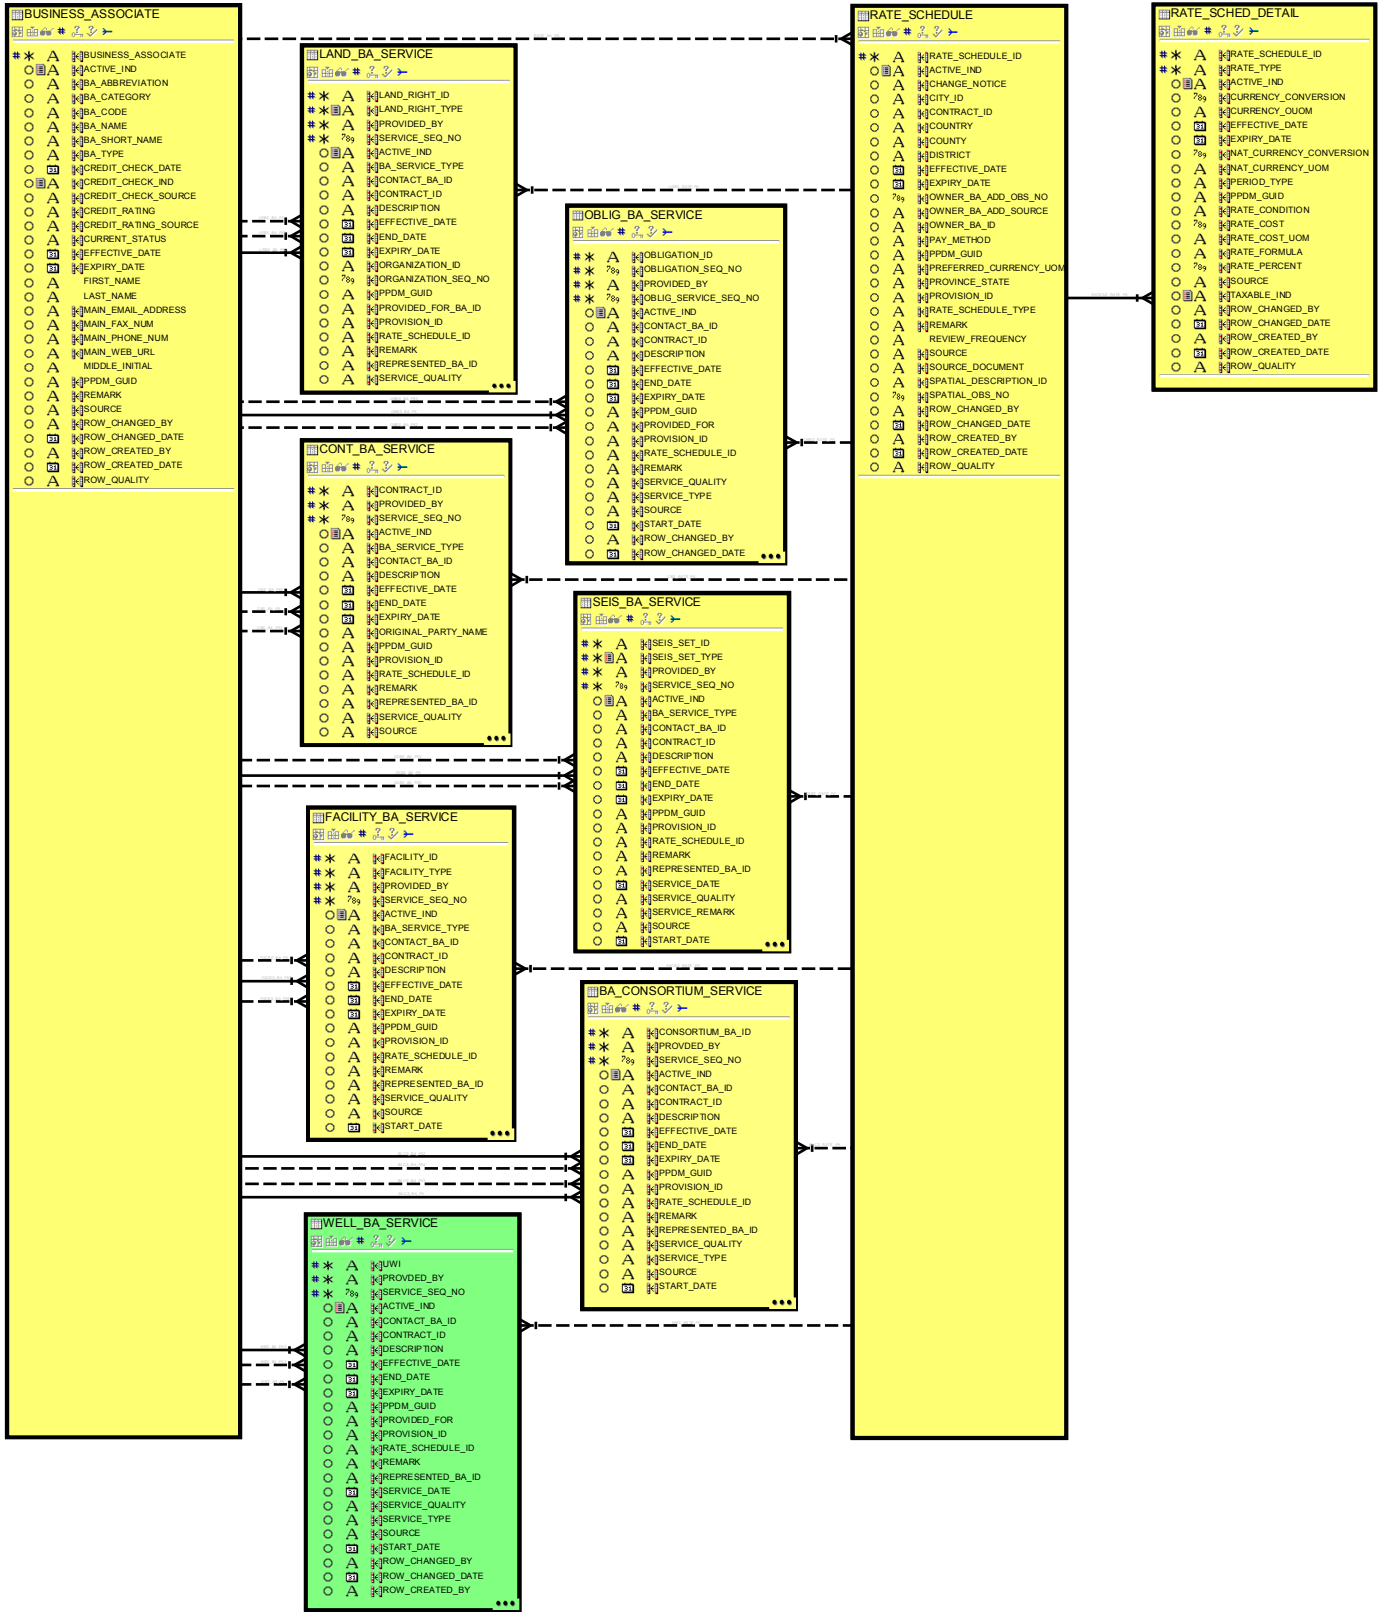 BUSINESS_ASSOCIATE
BUSINESS_ASSOCIATE
ACTIVE_IND
BA_ABBREVIATION
BA_CATEGORY
BA_CODE
BA_NAME
BA_SHORT_NAME
BA_TYPE
CREDIT_CHECK_DATE
CREDIT_CHECK_IND
CREDIT_CHECK_SOURCE
CREDIT_RATING
CREDIT_RATING_SOURCE
CURRENT_STATUS
EFFECTIVE_DATE
EXPIRY_DATE
FIRST_NAME
LAST_NAME
MAIN_EMAIL_ADDRESS
MAIN_FAX_NUM
MAIN_PHONE_NUM
MAIN_WEB_URL
MIDDLE_INITIAL
PPDM_GUID
REMARK
SOURCE
ROW_CHANGED_BY
ROW_CHANGED_DATE
ROW_CREATED_BY
ROW_CREATED_DATE
ROW_QUALITY
LAND_BA_SERVICE
LAND_RIGHT_ID
LAND_RIGHT_TYPE
PROVIDED_BY
SERVICE_SEQ_NO
ACTIVE_IND
BA_SERVICE_TYPE
CONTACT_BA_ID
CONTRACT_ID
DESCRIPTION
EFFECTIVE_DATE
END_DATE
EXPIRY_DATE
ORGANIZATION_ID
ORGANIZATION_SEQ_NO
PPDM_GUID
PROVIDED_FOR_BA_ID
PROVISION_ID
RATE_SCHEDULE_ID
REMARK
REPRESENTED_BA_ID
SERVICE_QUALITY
OBLIG_BA_SERVICE
OBLIGATION_ID
OBLIGATION_SEQ_NO
PROVIDED_BY
OBLIG_SERVICE_SEQ_NO
ACTIVE_IND
CONTACT_BA_ID
CONTRACT_ID
DESCRIPTION
EFFECTIVE_DATE
END_DATE
EXPIRY_DATE
PPDM_GUID
PROVIDED_FOR
PROVISION_ID
RATE_SCHEDULE_ID
REMARK
SERVICE_QUALITY
SERVICE_TYPE
SOURCE
START_DATE
ROW_CHANGED_BY
ROW_CHANGED_DATE
CONT_BA_SERVICE
CONTRACT_ID
PROVIDED_BY
SERVICE_SEQ_NO
ACTIVE_IND
BA_SERVICE_TYPE
CONTACT_BA_ID
DESCRIPTION
EFFECTIVE_DATE
END_DATE
EXPIRY_DATE
ORIGINAL_PARTY_NAME
PPDM_GUID
PROVISION_ID
RATE_SCHEDULE_ID
REMARK
REPRESENTED_BA_ID
SERVICE_QUALITY
SOURCE
SEIS_BA_SERVICE
SEIS_SET_ID
SEIS_SET_TYPE
PROVIDED_BY
SERVICE_SEQ_NO
ACTIVE_IND
BA_SERVICE_TYPE
CONTACT_BA_ID
CONTRACT_ID
DESCRIPTION
EFFECTIVE_DATE
END_DATE
EXPIRY_DATE
PPDM_GUID
PROVISION_ID
RATE_SCHEDULE_ID
REMARK
REPRESENTED_BA_ID
SERVICE_DATE
SERVICE_QUALITY
SERVICE_REMARK
SOURCE
START_DATE
FACILITY_BA_SERVICE
FACILITY_ID
FACILITY_TYPE
PROVIDED_BY
SERVICE_SEQ_NO
ACTIVE_IND
BA_SERVICE_TYPE
CONTACT_BA_ID
CONTRACT_ID
DESCRIPTION
EFFECTIVE_DATE
END_DATE
EXPIRY_DATE
PPDM_GUID
PROVISION_ID
RATE_SCHEDULE_ID
REMARK
REPRESENTED_BA_ID
SERVICE_QUALITY
SOURCE
START_DATE
BA_CONSORTIUM_SERVICE
CONSORTIUM_BA_ID
PROVDED_BY
SERVICE_SEQ_NO
ACTIVE_IND
CONTACT_BA_ID
CONTRACT_ID
DESCRIPTION
EFFECTIVE_DATE
END_DATE
EXPIRY_DATE
PPDM_GUID
PROVISION_ID
RATE_SCHEDULE_ID
REMARK
REPRESENTED_BA_ID
SERVICE_QUALITY
SERVICE_TYPE
SOURCE
START_DATE
WELL_BA_SERVICE
UWI
PROVDED_BY
SERVICE_SEQ_NO
ACTIVE_IND
CONTACT_BA_ID
CONTRACT_ID
DESCRIPTION
EFFECTIVE_DATE
END_DATE
EXPIRY_DATE
PPDM_GUID
PROVIDED_FOR
PROVISION_ID
RATE_SCHEDULE_ID
REMARK
REPRESENTED_BA_ID
SERVICE_DATE
SERVICE_QUALITY
SERVICE_TYPE
SOURCE
START_DATE
ROW_CHANGED_BY
ROW_CHANGED_DATE
ROW_CREATED_BY
RATE_SCHEDULE
RATE_SCHEDULE_ID
ACTIVE_IND
CHANGE_NOTICE
CITY_ID
CONTRACT_ID
COUNTRY
COUNTY
DISTRICT
EFFECTIVE_DATE
EXPIRY_DATE
OWNER_BA_ADD_OBS_NO
OWNER_BA_ADD_SOURCE
OWNER_BA_ID
PAY_METHOD
PPDM_GUID
PREFERRED_CURRENCY_UOM
PROVINCE_STATE
PROVISION_ID
RATE_SCHEDULE_TYPE
REMARK
REVIEW_FREQUENCY
SOURCE
SOURCE_DOCUMENT
SPATIAL_DESCRIPTION_ID
SPATIAL_OBS_NO
ROW_CHANGED_BY
ROW_CHANGED_DATE
ROW_CREATED_BY
ROW_CREATED_DATE
ROW_QUALITY
RATE_SCHED_DETAIL
RATE_SCHEDULE_ID
RATE_TYPE
ACTIVE_IND
CURRENCY_CONVERSION
CURRENCY_OUOM
EFFECTIVE_DATE
EXPIRY_DATE
NAT_CURRENCY_CONVERSION
NAT_CURRENCY_UOM
PERIOD_TYPE
PPDM_GUID
RATE_CONDITION
RATE_COST
RATE_COST_UOM
RATE_FORMULA
RATE_PERCENT
SOURCE
TAXABLE_IND
ROW_CHANGED_BY
ROW_CHANGED_DATE
ROW_CREATED_BY
ROW_CREATED_DATE
ROW_QUALITY